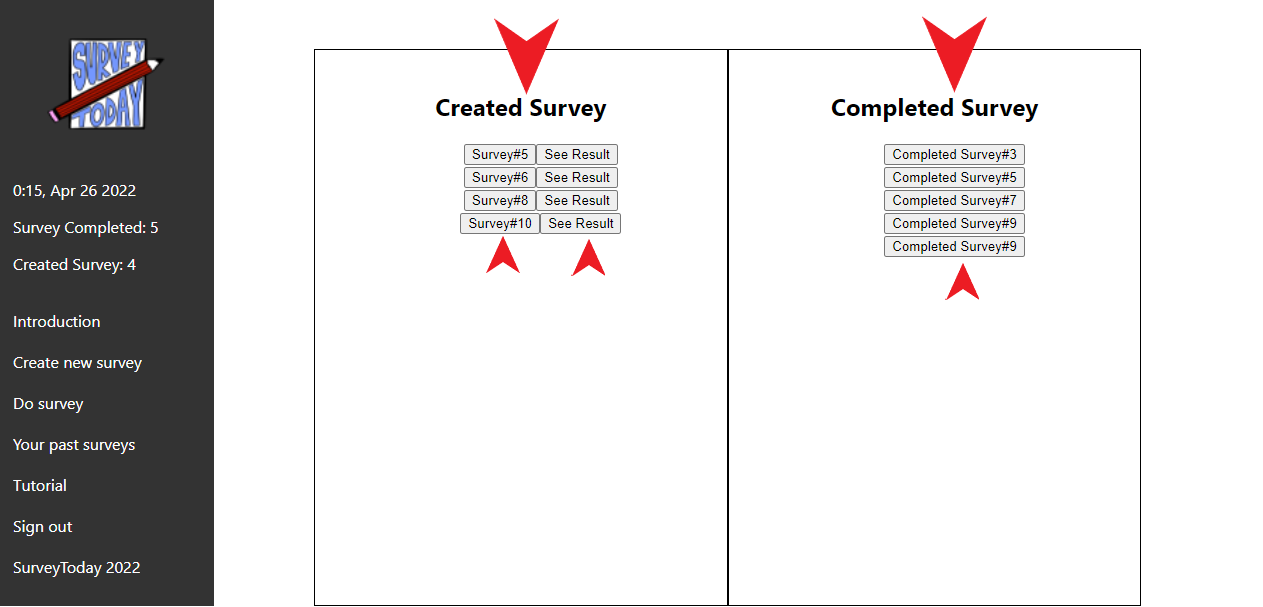 SURVEY
TODAY
0:15, Apr 26 2022
Survey Completed: 5
Created Survey: 4
Introduction
Create new survey
Do survey
Your past surveys
Tutorial
Sign out
SurveyToday 2022
Created Survey
Survey#5 See Result
Survey#6 See Result
Survey#8 See Result
Survey#10 See Result
Completed Survey
Completed Survey#3
Completed Survey#5
Completed Survey#7
Completed Survey#9
Completed Survey#9